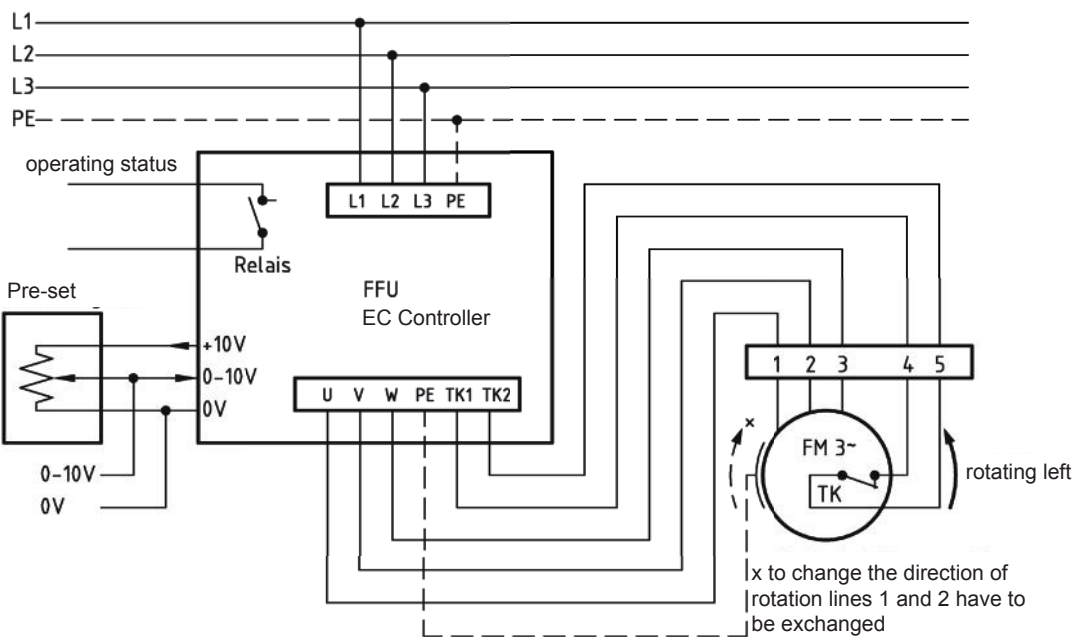 L1
L2
L3
PE
operating status
L1 L2 L3 PE
Relais
Pre-set
FFU
EC Controller
+10V
0-10V
0V
U V W PE TK1 TK2
0-10V
0V
1 2 3 4 5
x
FM 3~
TK
rotating left
x to change the direction of
rotation lines 1 and 2 have to
be exchanged